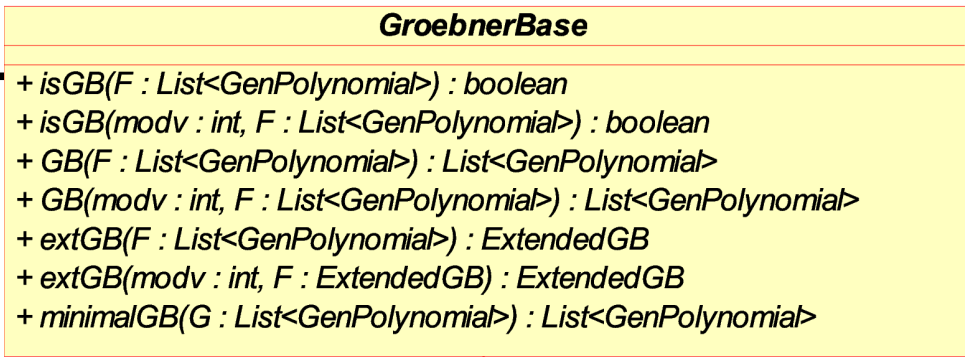 GroebnerBase
+ isGB(F : List<GenPolynomial>) : boolean
+ isGB(modv : int, F : List<GenPolynomial>) : boolean
+ GB(F : List<GenPolynomial>) : List<GenPolynomial>
+ GB(modv : int, F : List<GenPolynomial>) : List<GenPolynomial>
+ extGB(F : List<GenPolynomial>) : ExtendedGB
+ extGB(modv : int, F : ExtendedGB) : ExtendedGB
+ minimalGB(G : List<GenPolynomial>) : List<GenPolynomial>